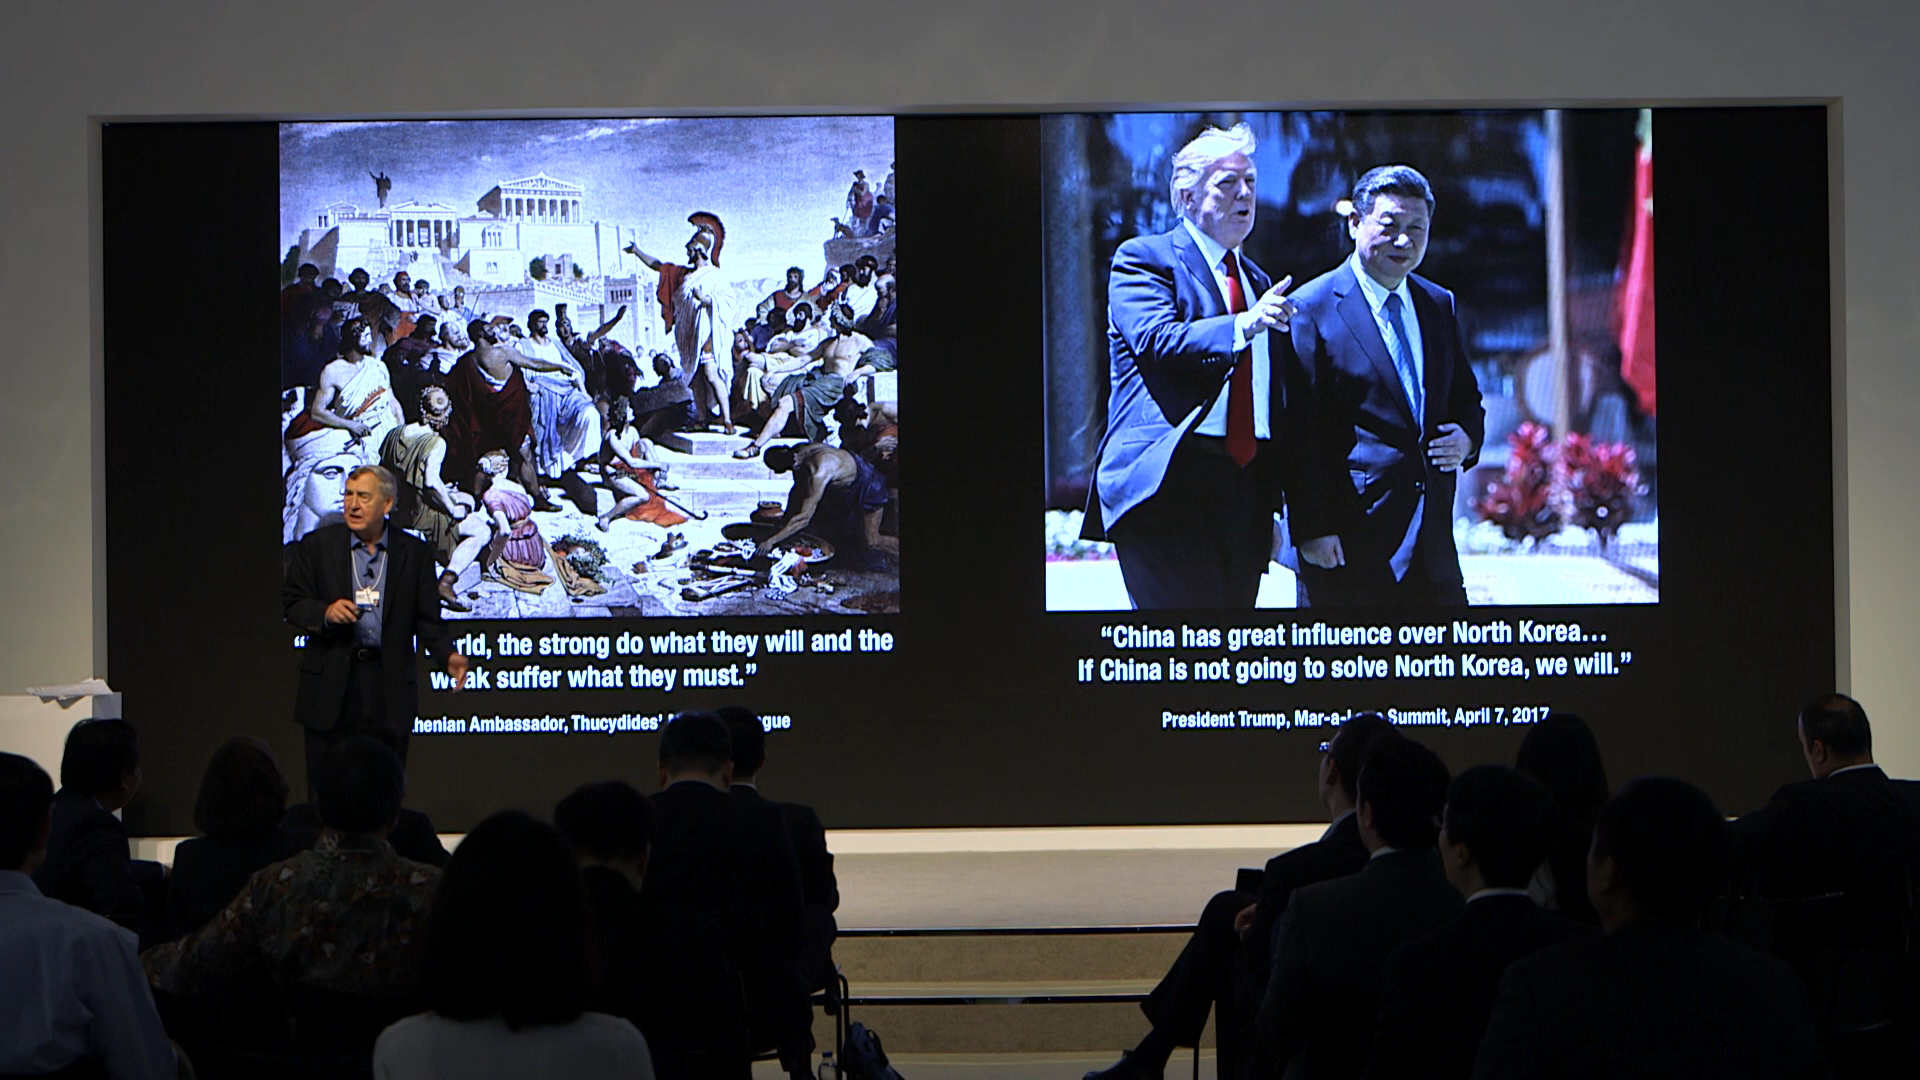 “ rld, the strong do what they will and the
weak suffer what they must.”
henian Ambassador, Thucydides’ gue
“China has great influence over North Korea…
If China is not going to solve North Korea, we will.”
President Trump, Mar-a-L Summit, April 7, 2017